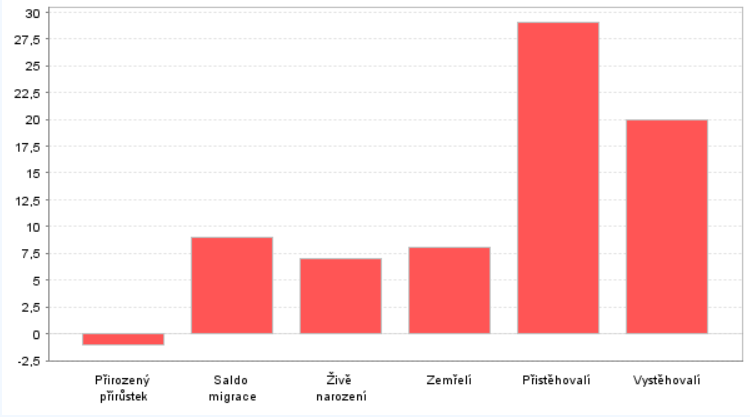 30
27,5
25
22,5
20
17,5
15
12,5
10
7,5
5
2,5
0
-2,5
Přirozený
přírůstek
Saldo
migrace
Živě
narození
Zemřelí
Přistěhovalí
Vystěhovalí